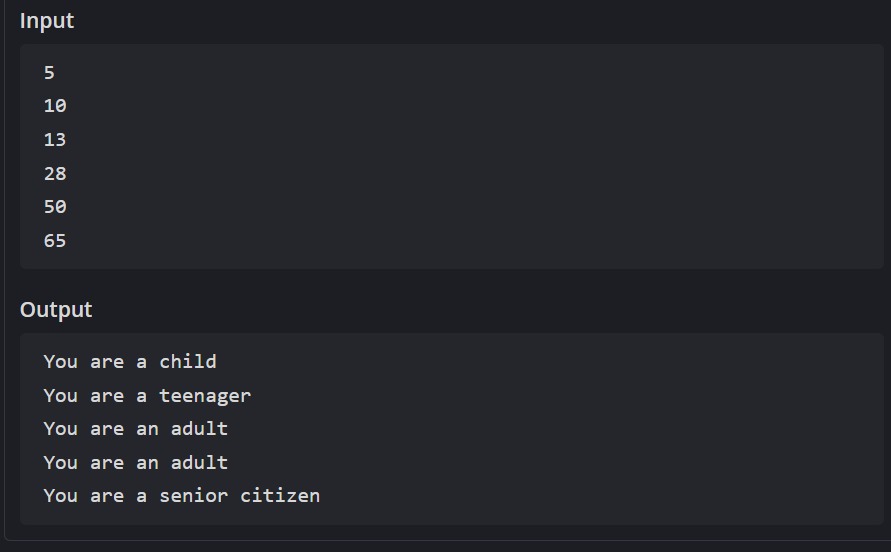 Input
5
10
13
28
50
65
Output
You are a child
You are a teenager
You are an adult
You are an adult
You are a senior citizen